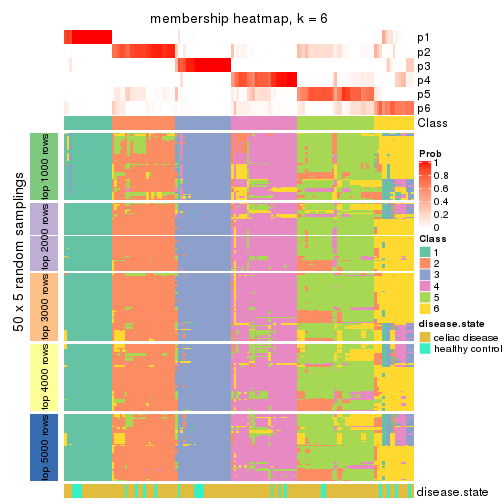 membership heatmap, k = 6
p1
p2
p3
p4
p5
p6
Class
50 x 5 random samplings
top 1000 rows
top 2000 rows
top 3000 rows
top 4000 rows
top 5000 rows
Prob
1
0.8
0.6
0.4
0.2
0
Class
1
2
3
4
5
6
disease.state
celiac disease
healthy control
disease.state